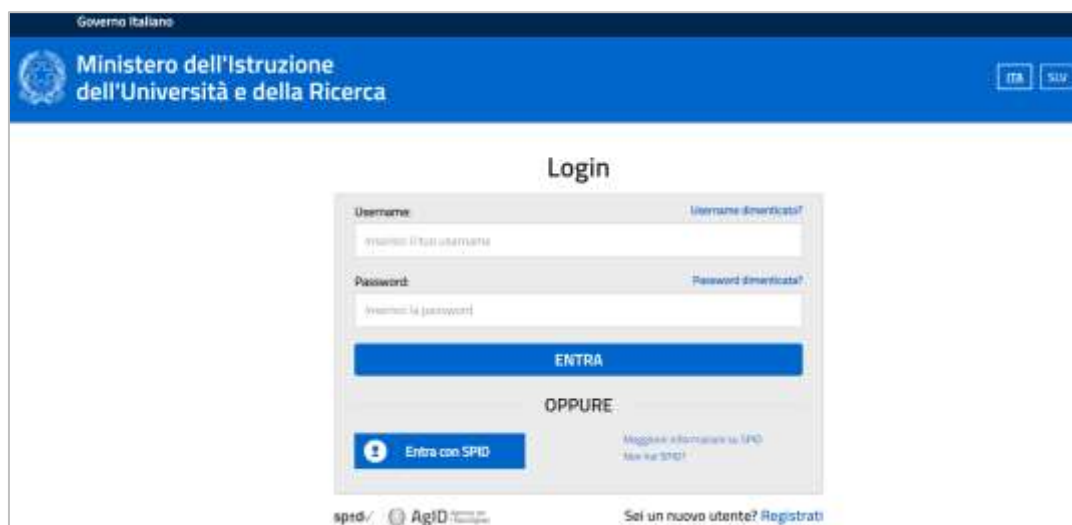 Governo Italiano
Ministero dell'Istruzione
dell'Università e della Ricerca
ITA SLV
Login
Username: Username dimenticato?
Inserisci il tuo username
Password: Password dimenticata?
Inserisci la password
ENTRA
OPPURE
Entra con SPID
Maggiori informazioni su SPID
Non hai SPID?
sp:d AgID
Sei un nuovo utente? Registrati